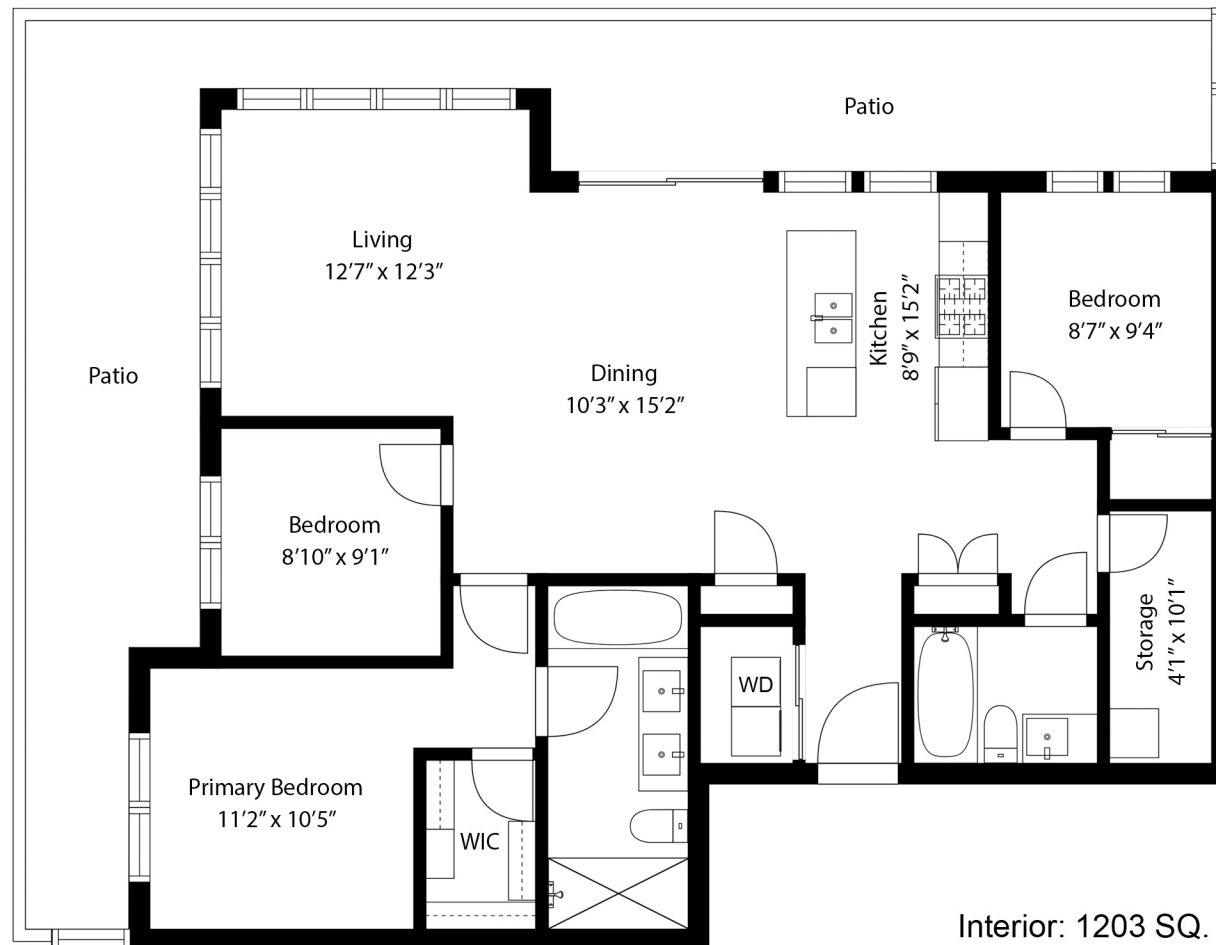 Patio
Living
12'7" x 12'3"
Patio
Dining
10'3" x 15'2"
Kitchen
8'9" x 15'2"
Bedroom
8'7" x 9'4"
Bedroom
8'10" x 9'1"
Storage
4'1" x 10'1"
WD
Primary Bedroom
11'2" x 10'5"
WIC
Interior: 1203 SQ.